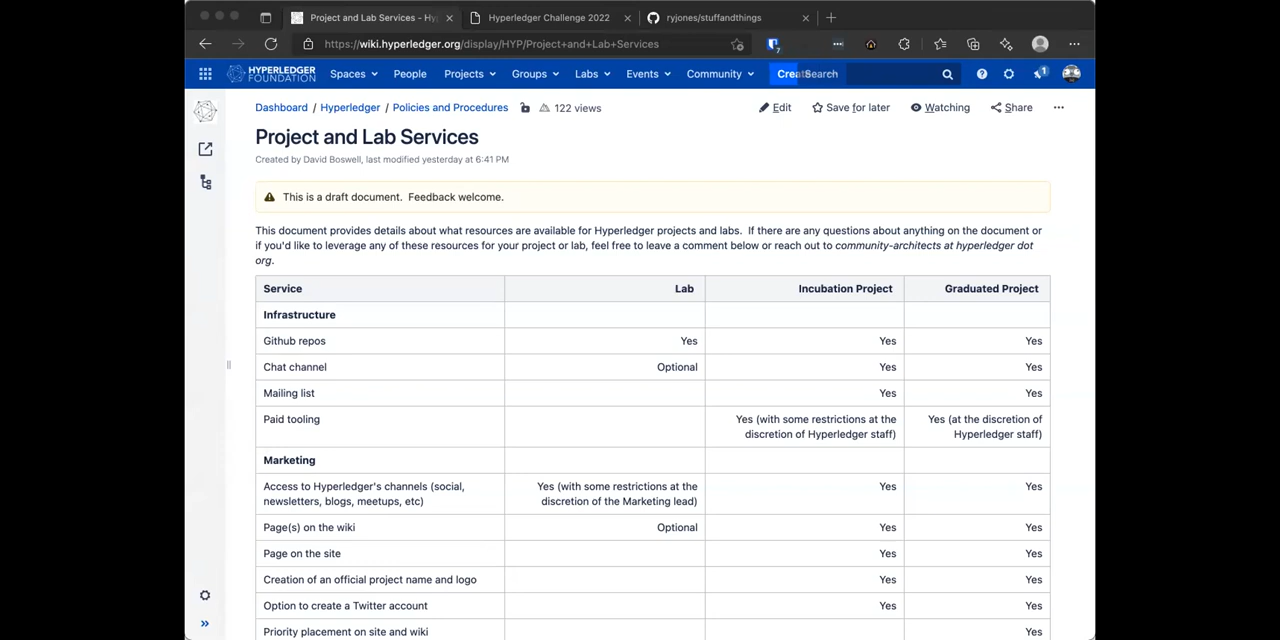 Project and Lab Services - Hy
Hyperledger Challenge 2022
ryjones/stuffandthings
https://wiki.hyperledger.org/display/HYP/Project+and+Lab+Services
7
HYPERLEDGER
FOUNDATION
Spaces
People
Projects
Groups
Labs
Events
Community
Search
1
Dashboard / Hyperledger / Policies and Procedures
122 views
Edit
Save for later
Watching
Share
Project and Lab Services
Created by David Boswell, last modified yesterday at 6:41 PM
This is a draft document. Feedback welcome.
This document provides details about what resources are available for Hyperledger projects and labs. If there are any questions about anything on the document or
if you'd like to leverage any of these resources for your project or lab, feel free to leave a comment below or reach out to community-architects at hyperledger dot
org.
Service Lab Incubation Project Graduated Project
Infrastructure
Github repos Yes Yes Yes
Chat channel Optional Yes Yes
Mailing list Yes Yes
Paid tooling Yes (with some restrictions at the Yes (at the discretion of
discretion of Hyperledger staff) Hyperledger staff)
Marketing
Access to Hyperledger's channels (social, Yes (with some restrictions at the Yes Yes
newsletters, blogs, meetups, etc) discretion of the Marketing lead)
Page(s) on the wiki Optional Yes Yes
Page on the site Yes Yes
Creation of an official project name and logo Yes Yes
Option to create a Twitter account Yes Yes
Priority placement on site and wiki Yes